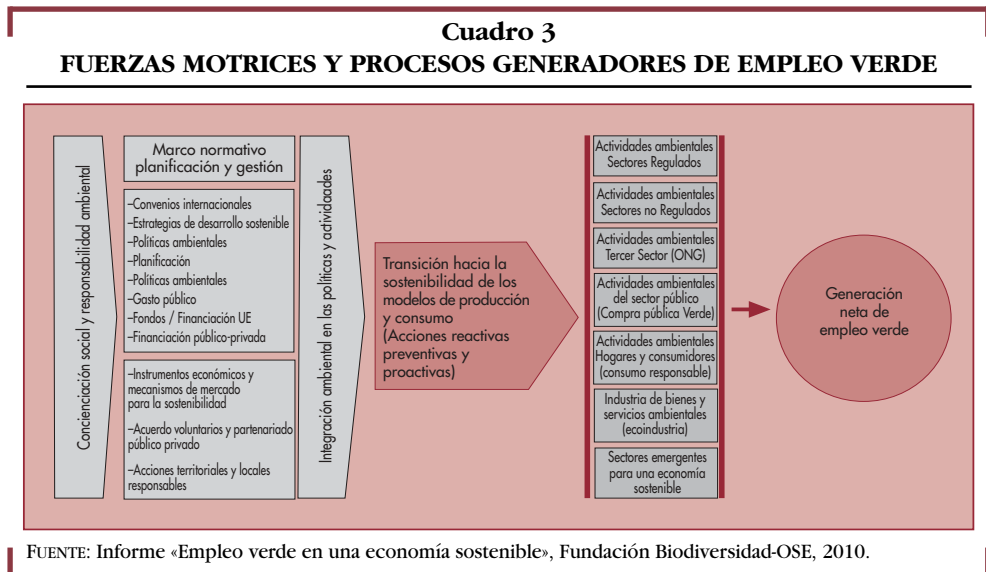 Cuadro 3
FUERZAS MOTRICES Y PROCESOS GENERADORES DE EMPLEO VERDE
Concienciación social y responsabilidad ambiental
Marco normativo
planificación y gestión
–Convenios internacionales
–Estrategias de desarrollo sostenible
–Políticas ambientales
–Planificación
–Políticas ambientales
–Gasto público
–Fondos / Financiación UE
–Financiación público-privada
–Instrumentos económicos y
mecanismos de mercado
para la sostenibilidad
–Acuerdo voluntarios y partenariado
público privado
–Acciones territoriales y locales
responsables
Integración ambiental en las políticas y actividaades
Transición hacia la
sostenibilidad de los
modelos de producción
y consumo
(Acciones reactivas
preventivas y
proactivas)
Actividades ambientales
Sectores Regulados
Actividades ambientales
Sectores no Regulados
Actividades ambientales
Tercer Sector (ONG)
Actividades ambientales
del sector público
(Compra pública Verde)
Actividades ambientales
Hogares y consumidores
(consumo responsable)
Industria de bienes y
servicios ambientales
(ecoindustria)
Sectores emergentes
para una economía
sostenible
Generación
neta de
empleo verde
FUENTE: Informe «Empleo verde en una economía sostenible», Fundación Biodiversidad-OSE, 2010.